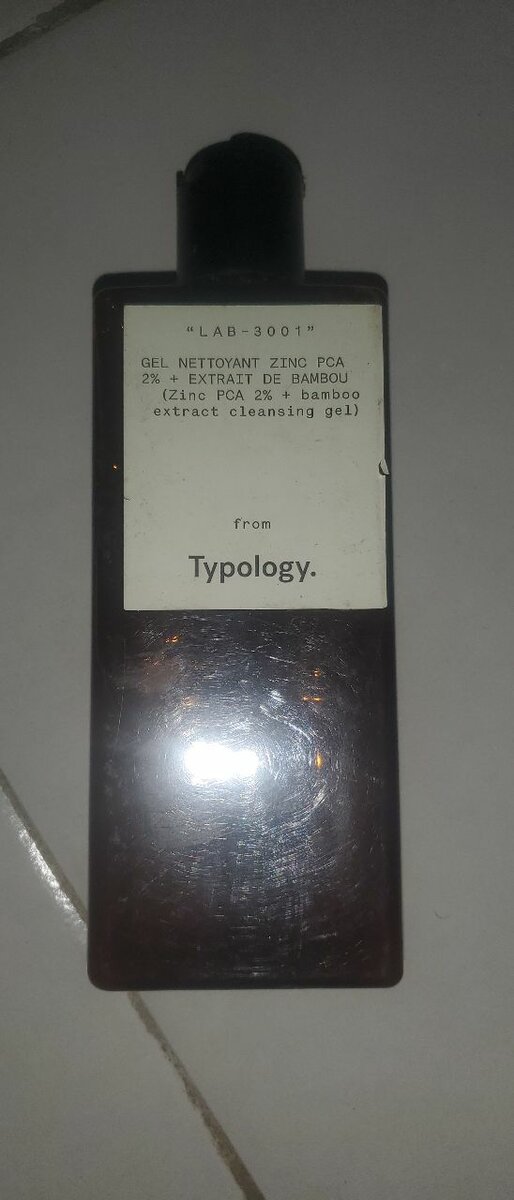 "LAB-3001"
GEL NETTOYANT ZINC PCA
2% + EXTRAIT DE BAMBOU
(Zinc PCA 2% + bamboo
extract cleansing gel)
from
Typology.